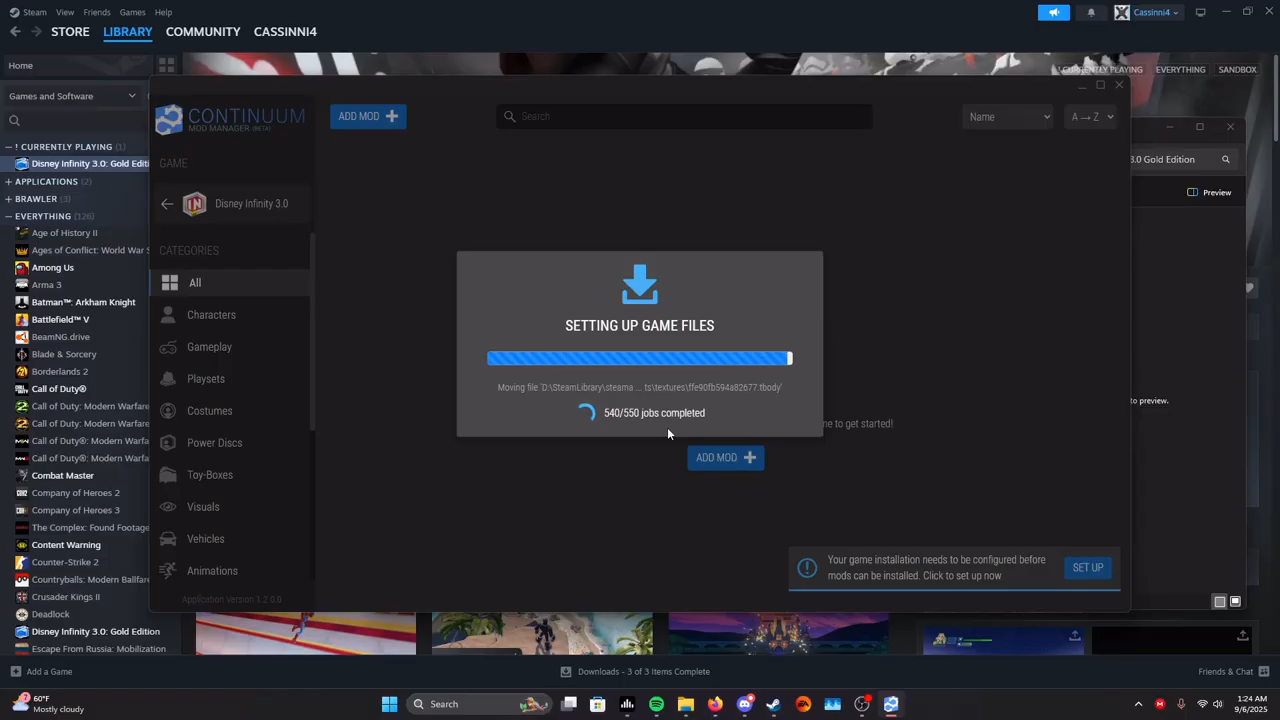 Steam View Friends Games Help
Cassinni4
STORE LIBRARY COMMUNITY CASSINNI4
Home
CURRENTLY PLAYING EVERYTHING SANDBOX
Games and Software
CONTINUUM
MOD MANAGER (BETA)
ADD MOD
Search
Name
A → Z
! CURRENTLY PLAYING (1)
Disney Infinity 3.0: Gold Editi
APPLICATIONS (2)
BRAWLER (3)
EVERYTHING (126)
Age of History II
Ages of Conflict: World War S
Among Us
Arma 3
Batman™: Arkham Knight
Battlefield™ V
BeamNG.drive
Blade & Sorcery
Borderlands 2
Call of Duty®
Call of Duty: Modern Warfare
Call of Duty: Modern Warfare
Call of Duty®: Modern Warfar
Call of Duty®: Modern Warfar
Combat Master
Company of Heroes 2
Company of Heroes 3
The Complex: Found Footage
Content Warning
Counter-Strike 2
Countryballs: Modern Ballfare
Crusader Kings II
Deadlock
Disney Infinity 3.0: Gold Edition
Escape From Russia: Mobilization
GAME
Disney Infinity 3.0
CATEGORIES
All
Characters
Gameplay
Playsets
Costumes
Power Discs
Toy-Boxes
Visuals
Vehicles
Animations
Application Version 1.2.0.0
SETTING UP GAME FILES
Moving file 'D:\SteamLibrary\steama ... ts\textures\ffe90fb594a82677.tbody'
540/550 jobs completed
me to get started!
ADD MOD
Your game installation needs to be configured before
mods can be installed. Click to set up now
SET UP
3.0 Gold Edition
Preview
to preview.
Add a Game
Downloads - 3 of 3 Items Complete
Friends & Chat
60°F
Mostly cloudy
Search
1:24 AM
9/6/2025